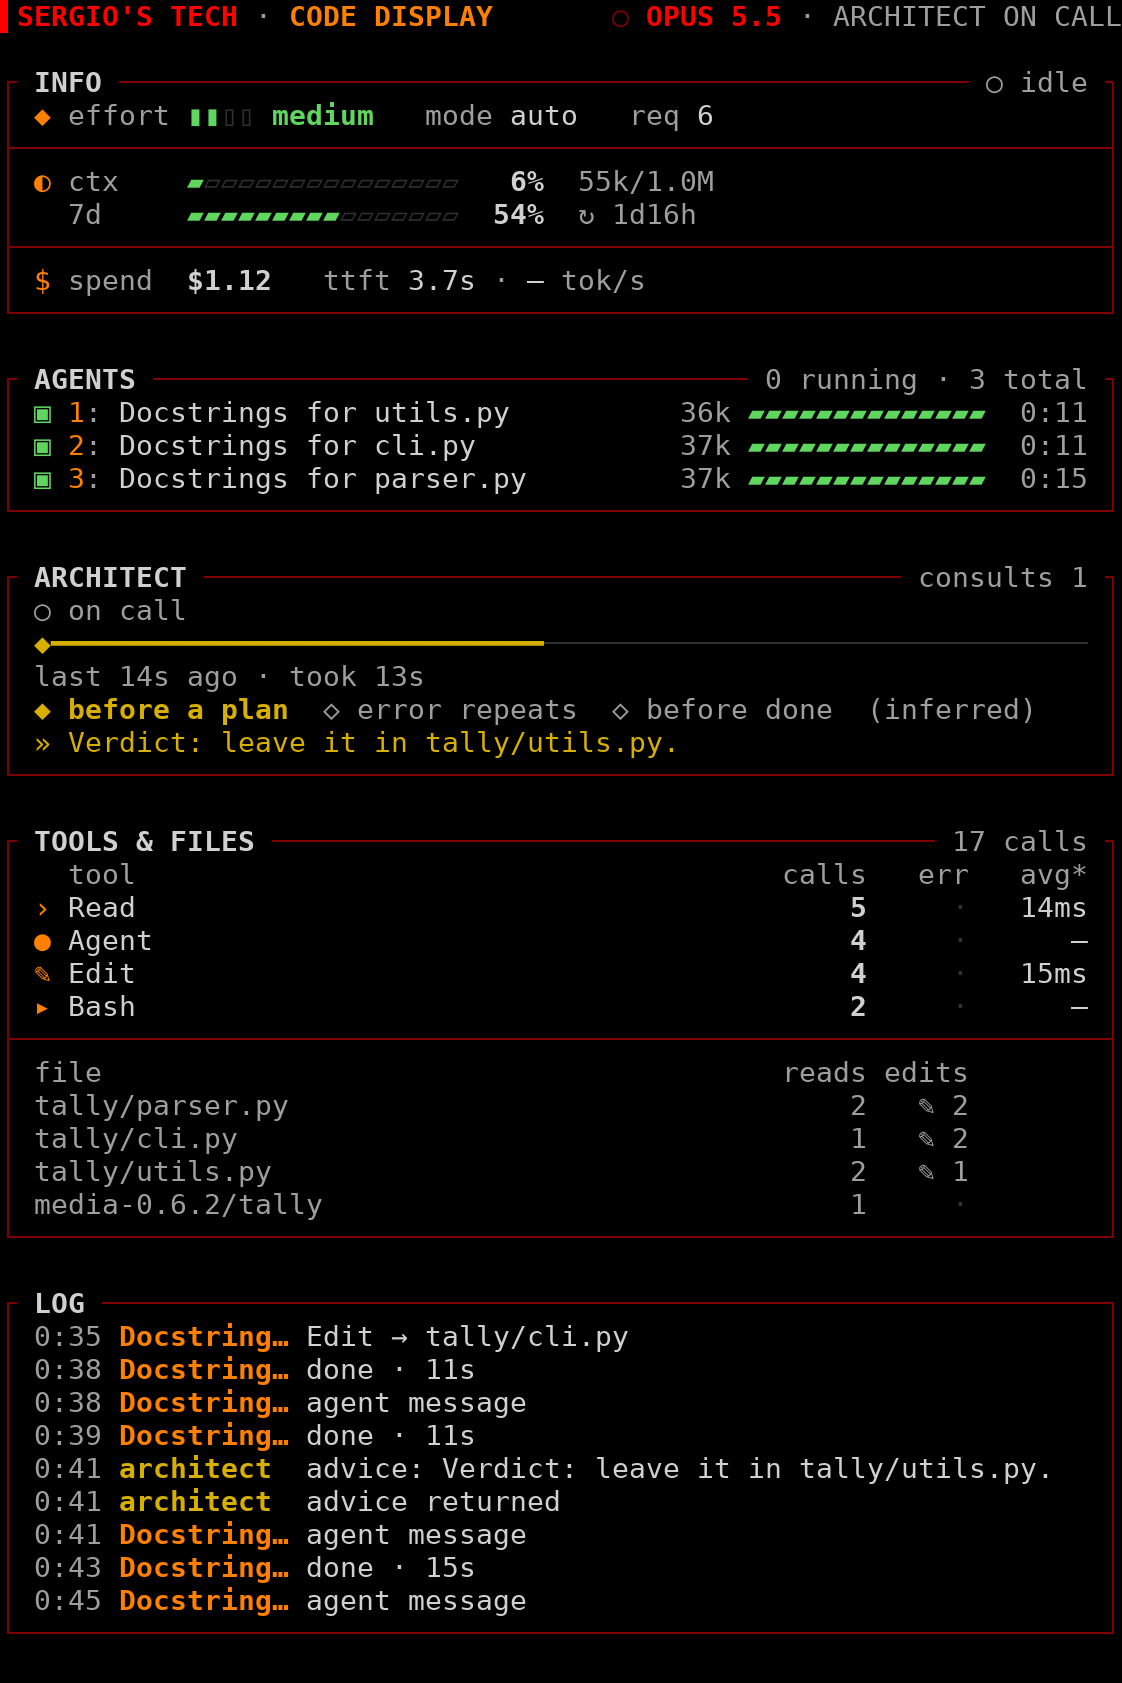 SERGIO'S TECH · CODE DISPLAY ○ OPUS 5.5 · ARCHITECT ON CALL
INFO ○ idle
◆ effort ▮▮▯▯ medium mode auto req 6
◐ ctx ▰▱▱▱▱▱▱▱▱▱▱▱▱▱▱▱ 6% 55k/1.0M
7d ▰▰▰▰▰▰▰▰▰▱▱▱▱▱▱▱ 54% ↻ 1d16h
$ spend $1.12 ttft 3.7s · — tok/s
AGENTS 0 running · 3 total
▣ 1: Docstrings for utils.py 36k ▰▰▰▰▰▰▰▰▰▰▰▰▰▰ 0:11
▣ 2: Docstrings for cli.py 37k ▰▰▰▰▰▰▰▰▰▰▰▰▰▰ 0:11
▣ 3: Docstrings for parser.py 37k ▰▰▰▰▰▰▰▰▰▰▰▰▰▰ 0:15
ARCHITECT consults 1
○ on call
last 14s ago · took 13s
◆ before a plan ◇ error repeats ◇ before done (inferred)
» Verdict: leave it in tally/utils.py.
TOOLS & FILES 17 calls
tool calls err avg*
› Read 5 · 14ms
● Agent 4 · —
✎ Edit 4 · 15ms
▸ Bash 2 · —
file reads edits
tally/parser.py 2 ✎ 2
tally/cli.py 1 ✎ 2
tally/utils.py 2 ✎ 1
media-0.6.2/tally 1 ·
LOG
0:35 Docstring… Edit → tally/cli.py
0:38 Docstring… done · 11s
0:38 Docstring… agent message
0:39 Docstring… done · 11s
0:41 architect advice: Verdict: leave it in tally/utils.py.
0:41 architect advice returned
0:41 Docstring… agent message
0:43 Docstring… done · 15s
0:45 Docstring… agent message